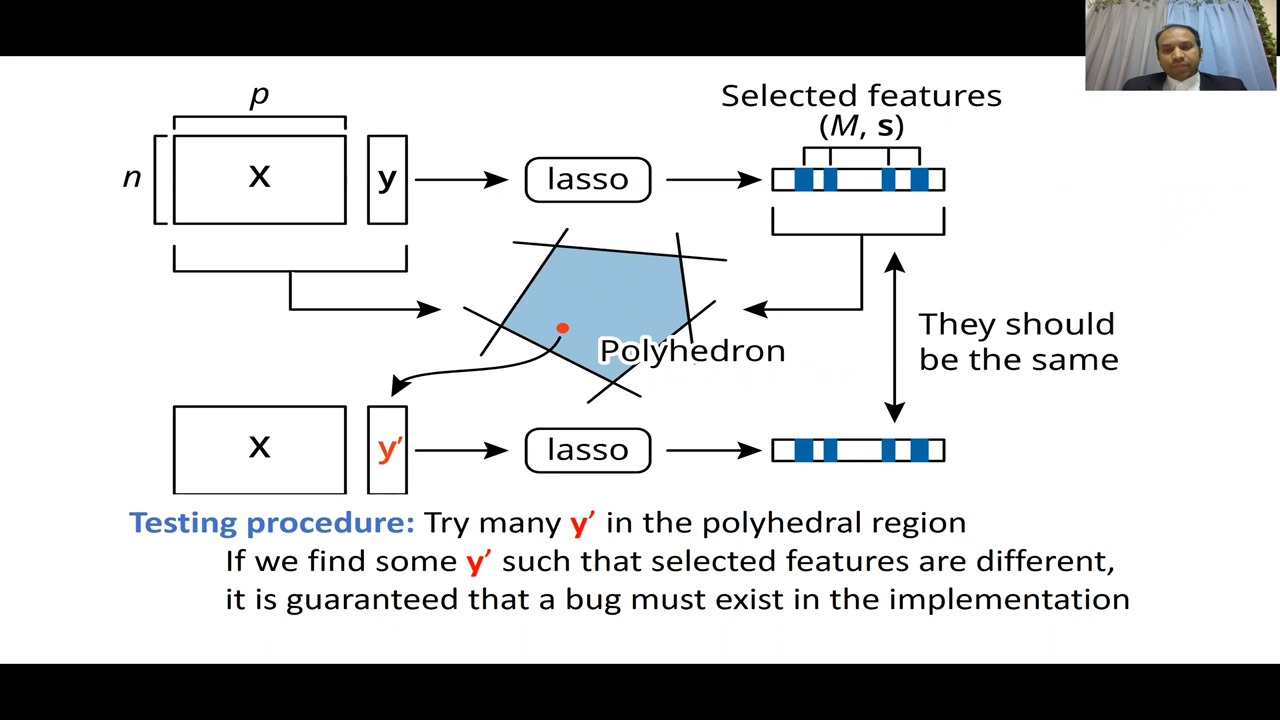 p
Selected features
(M, s)
n
X
y
lasso
They should
be the same
Polyhedron
X
y′
lasso
Testing procedure: Try many y′ in the polyhedral region
If we find some y′ such that selected features are different,
it is guaranteed that a bug must exist in the implementation